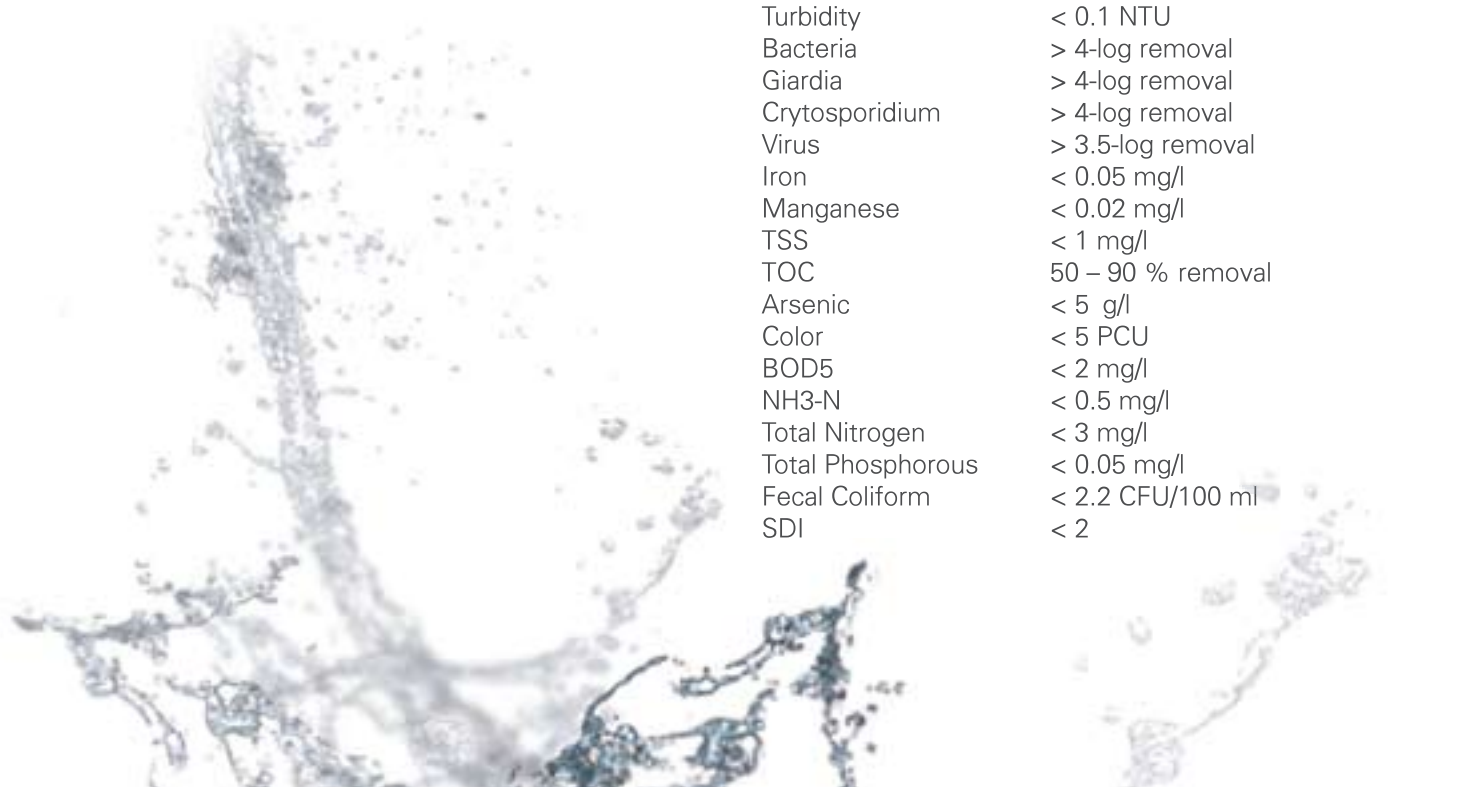 Turbidity < 0.1 NTU
Bacteria > 4-log removal
Giardia > 4-log removal
Crytosporidium > 4-log removal
Virus > 3.5-log removal
Iron < 0.05 mg/l
Manganese < 0.02 mg/l
TSS < 1 mg/l
TOC 50 – 90 % removal
Arsenic < 5  g/l
Color < 5 PCU
BOD5 < 2 mg/l
NH3-N < 0.5 mg/l
Total Nitrogen < 3 mg/l
Total Phosphorous < 0.05 mg/l
Fecal Coliform < 2.2 CFU/100 ml
SDI < 2